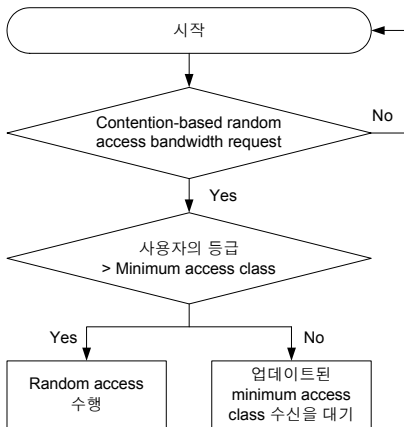 시작
Contention-based random
access bandwidth request
No
Yes
사용자의 등급
> Minimum access class
Yes
No
Random access
수행
업데이트된
minimum access
class 수신을 대기